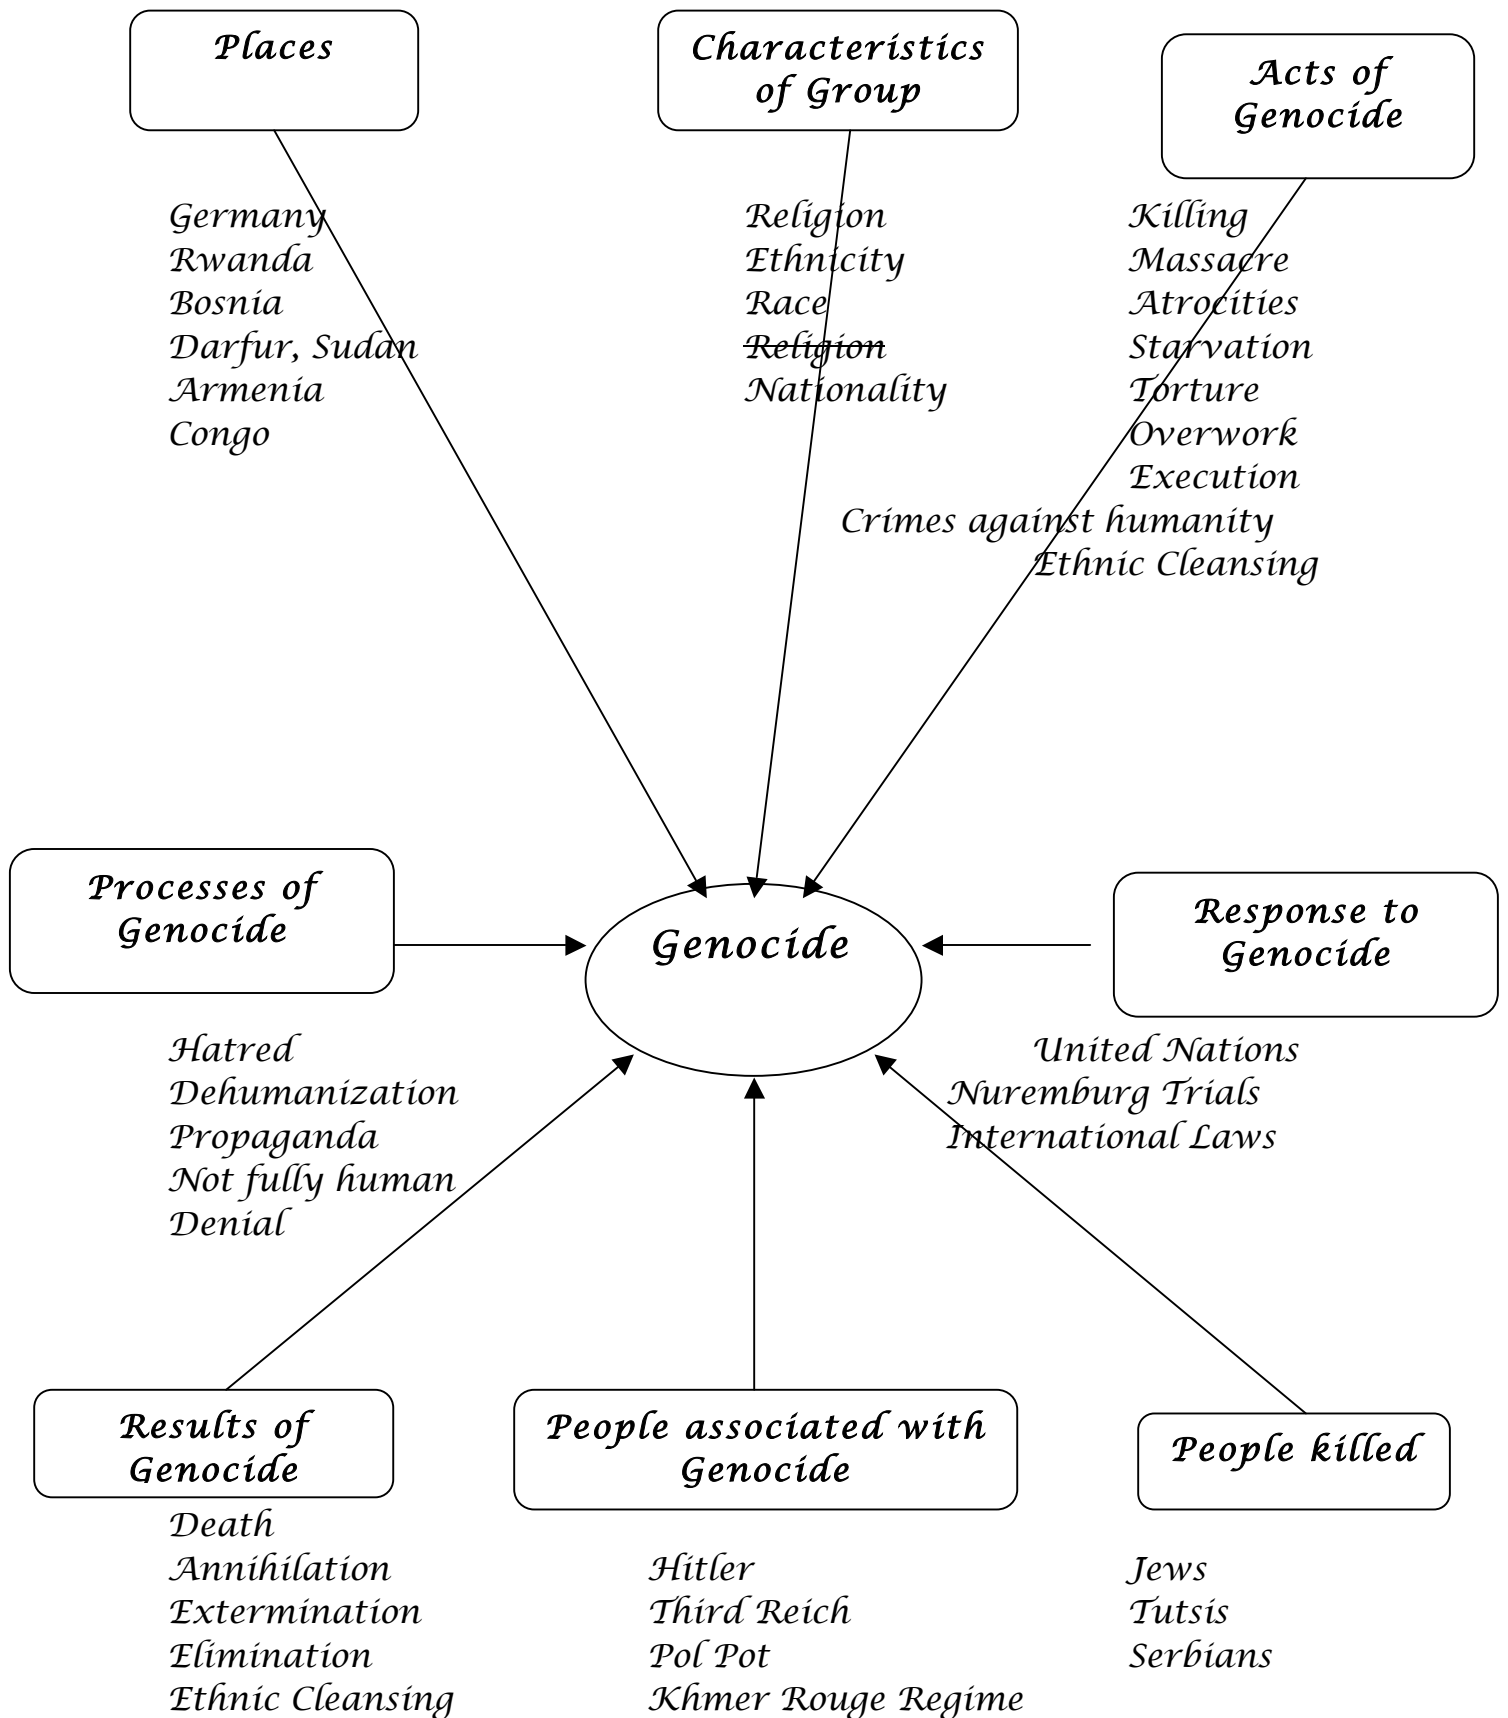 Places
Germany
Rwanda
Bosnia
Darfur, Sudan
Armenia
Congo
Characteristics
of Group
Religion
Ethnicity
Race
Religion
Nationality
Acts of
Genocide
Killing
Massacre
Atrocities
Starvation
Torture
Overwork
Execution
Crimes against humanity
Ethnic Cleansing
Processes of
Genocide
Hatred
Dehumanization
Propaganda
Not fully human
Denial
Genocide
Response to
Genocide
United Nations
Nuremburg Trials
International Laws
Results of
Genocide
Death
Annihilation
Extermination
Elimination
Ethnic Cleansing
People associated with
Genocide
Hitler
Third Reich
Pol Pot
Khmer Rouge Regime
People killed
Jews
Tutsis
Serbians